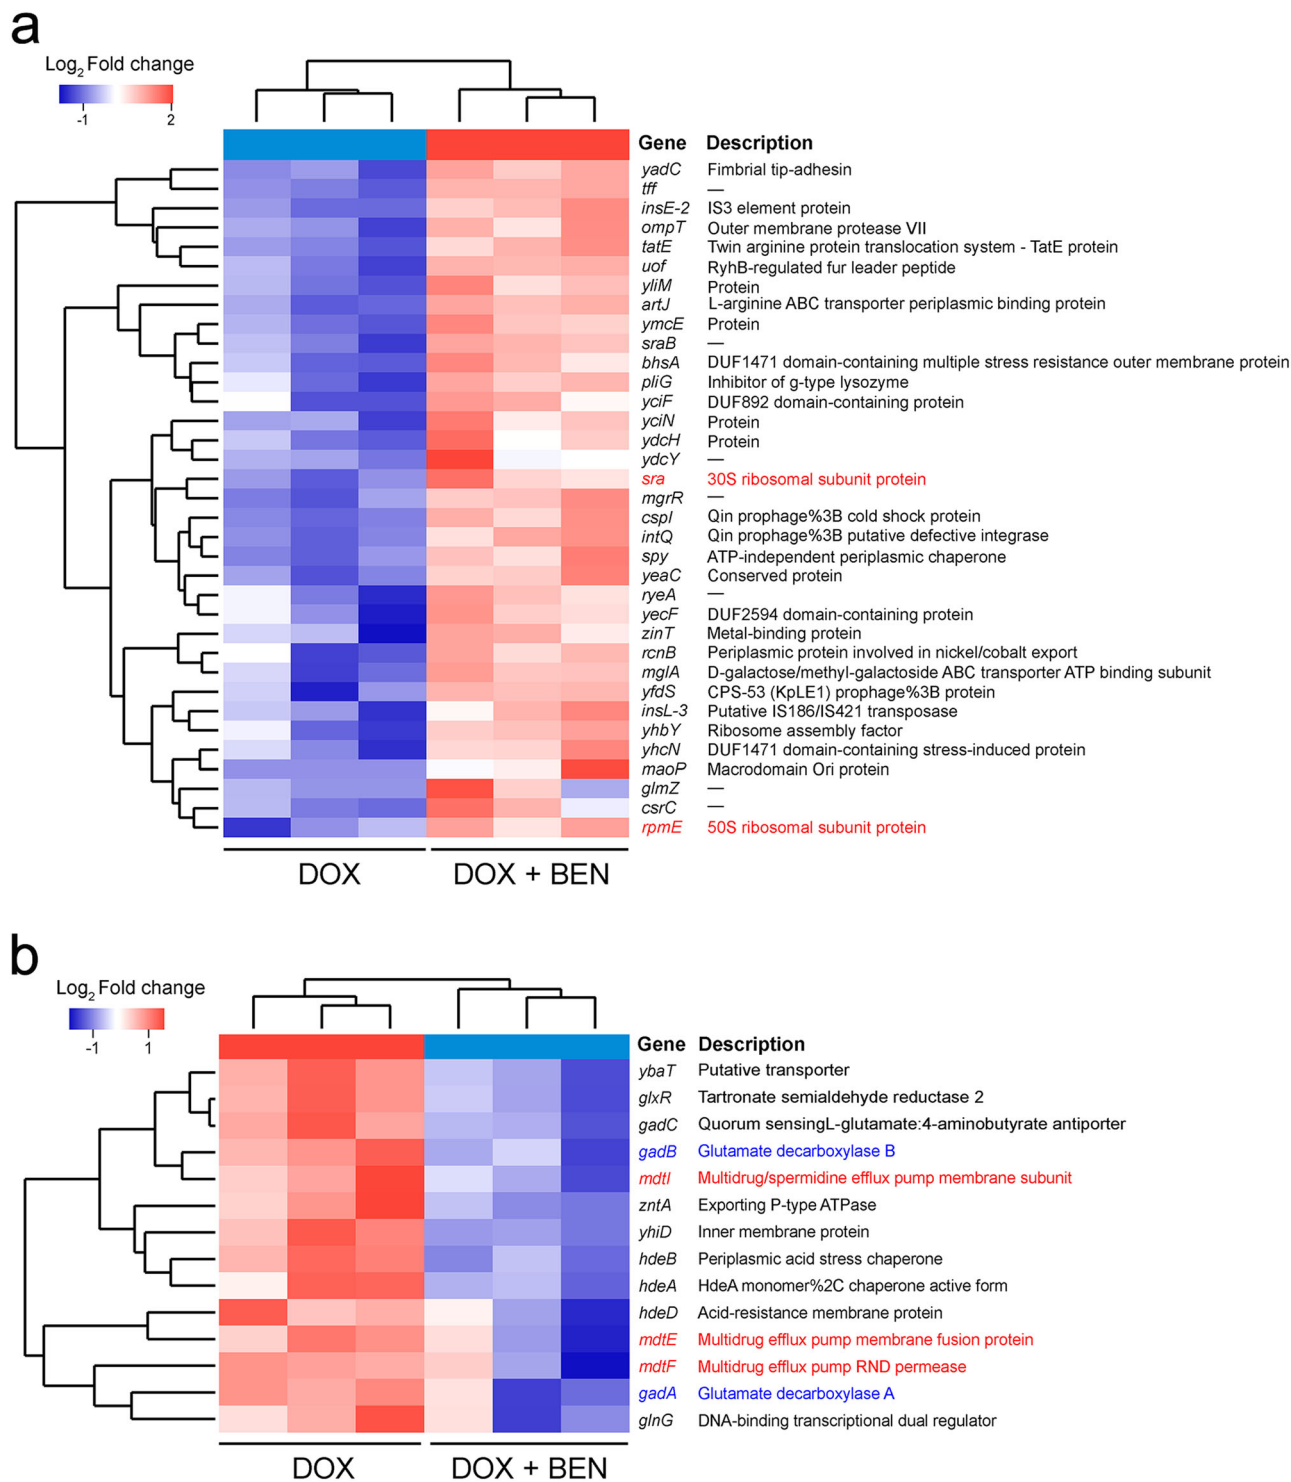 a
Log2 Fold change
-1 2
Gene Description
yadC Fimbrial tip-adhesin
tff —
insE-2 IS3 element protein
ompT Outer membrane protease VII
tatE Twin arginine protein translocation system - TatE protein
uof RyhB-regulated fur leader peptide
yliM Protein
artJ L-arginine ABC transporter periplasmic binding protein
ymcE Protein
sraB —
bhsA DUF1471 domain-containing multiple stress resistance outer membrane protein
pliG Inhibitor of g-type lysozyme
yciF DUF892 domain-containing protein
yciN Protein
ydcH Protein
ydcY —
sra 30S ribosomal subunit protein
mgrR —
cspI Qin prophage%3B cold shock protein
intQ Qin prophage%3B putative defective integrase
spy ATP-independent periplasmic chaperone
yeaC Conserved protein
ryeA —
yecF DUF2594 domain-containing protein
zinT Metal-binding protein
rcnB Periplasmic protein involved in nickel/cobalt export
mglA D-galactose/methyl-galactoside ABC transporter ATP binding subunit
yfdS CPS-53 (KpLE1) prophage%3B protein
insL-3 Putative IS186/IS421 transposase
yhbY Ribosome assembly factor
yhcN DUF1471 domain-containing stress-induced protein
maoP Macrodomain Ori protein
glmZ —
csrC —
rpmE 50S ribosomal subunit protein
DOX DOX + BEN
b
Log2 Fold change
-1 1
Gene Description
ybaT Putative transporter
glxR Tartronate semialdehyde reductase 2
gadC Quorum sensingL-glutamate:4-aminobutyrate antiporter
gadB Glutamate decarboxylase B
mdtI Multidrug/spermidine efflux pump membrane subunit
zntA Exporting P-type ATPase
yhiD Inner membrane protein
hdeB Periplasmic acid stress chaperone
hdeA HdeA monomer%2C chaperone active form
hdeD Acid-resistance membrane protein
mdtE Multidrug efflux pump membrane fusion protein
mdtF Multidrug efflux pump RND permease
gadA Glutamate decarboxylase A
glnG DNA-binding transcriptional dual regulator
DOX DOX + BEN